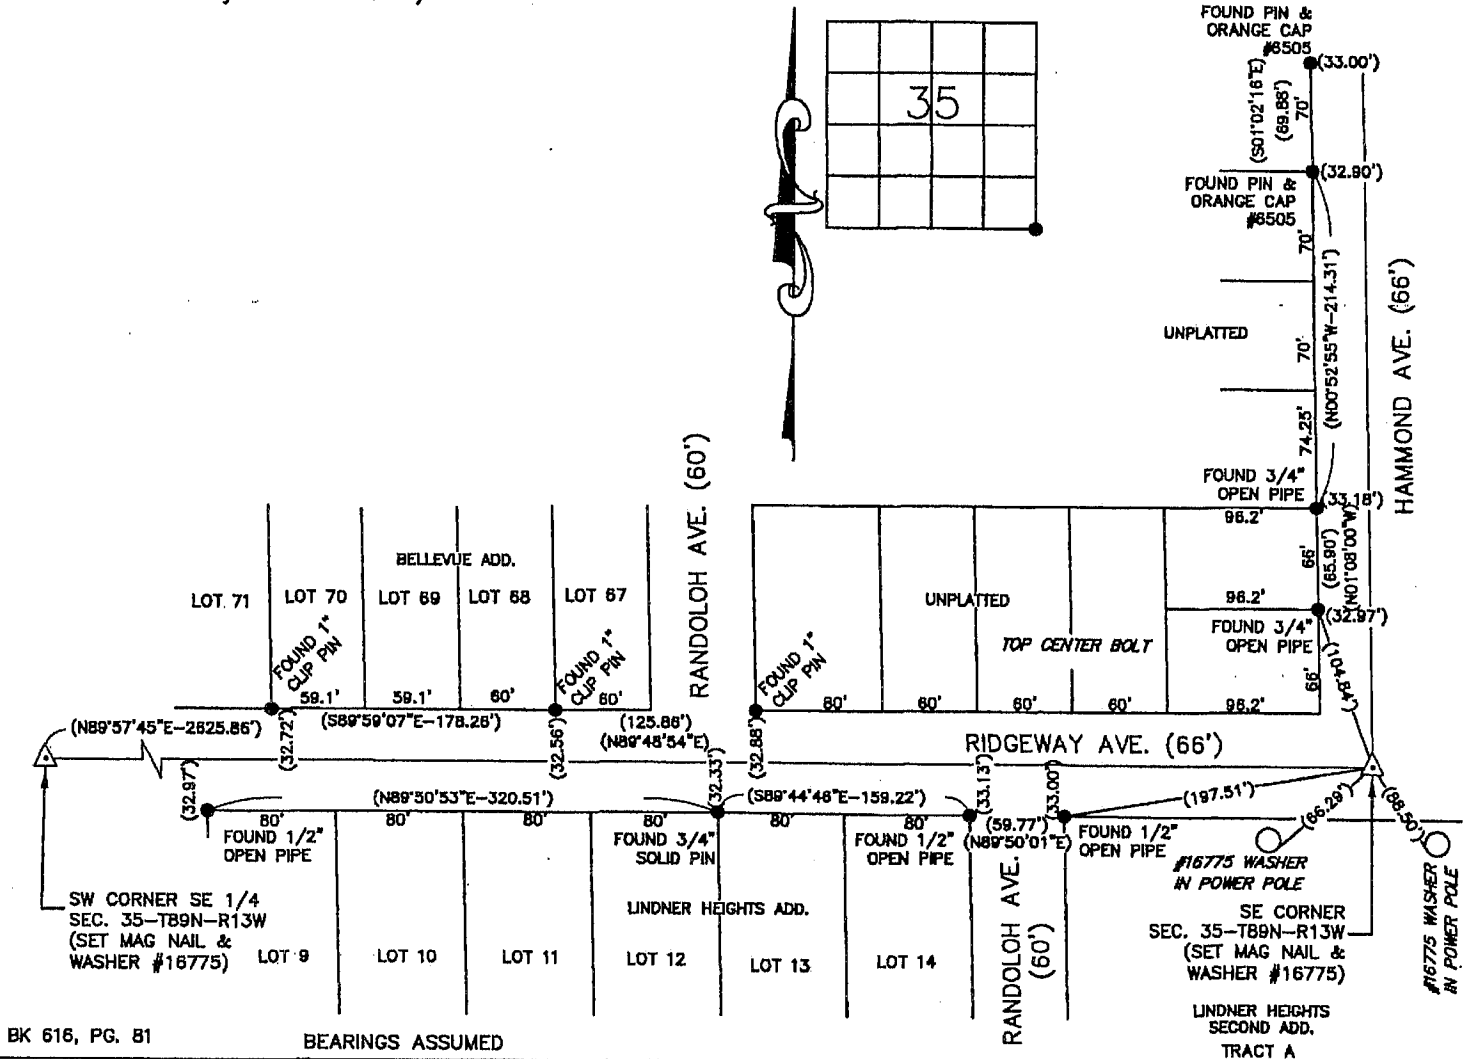 FOUND PIN &
ORANGE CAP
#6505
(33.00')
(S01°02'16"E)
(69.88')
70'
35
(32.90')
FOUND PIN &
ORANGE CAP
#6505
70'
(N00°52'55"W-214.31')
UNPLATTED
70'
74.25'
HAMMOND AVE. (66')
FOUND 3/4"
OPEN PIPE
(33.18')
96.2'
66'
(65.90')
(N01°08'00"W)
96.2'
(32.97')
FOUND 3/4"
OPEN PIPE
66'
(104.84')
RANDOLOH AVE. (60')
BELLEVUE ADD.
LOT 71
LOT 70
LOT 69
LOT 68
LOT 67
UNPLATTED
TOP CENTER BOLT
FOUND 1"
CLIP PIN
FOUND 1"
CLIP PIN
FOUND 1"
CLIP PIN
59.1'
59.1'
60'
60'
60'
60'
60'
60'
96.2'
(N89°57'45"E-2625.86')
(32.72')
(S89°59'07"E-178.26')
(32.56')
(125.86')
(N89°48'54"E)
(32.88')
RIDGEWAY AVE. (66')
(32.97')
(N89°50'53"E-320.51')
(32.33')
(S89°44'46"E-159.22')
(33.13')
(33.00')
(197.51')
(66.29')
(88.50')
80'
80'
80'
80'
80'
80'
(59.77')
(N89°50'01"E)
FOUND 1/2"
OPEN PIPE
FOUND 3/4"
SOLID PIN
FOUND 1/2"
OPEN PIPE
FOUND 1/2"
OPEN PIPE
#16775 WASHER
IN POWER POLE
#16775 WASHER
IN POWER POLE
SW CORNER SE 1/4
SEC. 35-T89N-R13W
(SET MAG NAIL &
WASHER #16775)
LINDNER HEIGHTS ADD.
LOT 9
LOT 10
LOT 11
LOT 12
LOT 13
LOT 14
RANDOLOH AVE.
(60')
SE CORNER
SEC. 35-T89N-R13W
(SET MAG NAIL &
WASHER #16775)
LINDNER HEIGHTS
SECOND ADD.
TRACT A
BK 616, PG. 81
BEARINGS ASSUMED